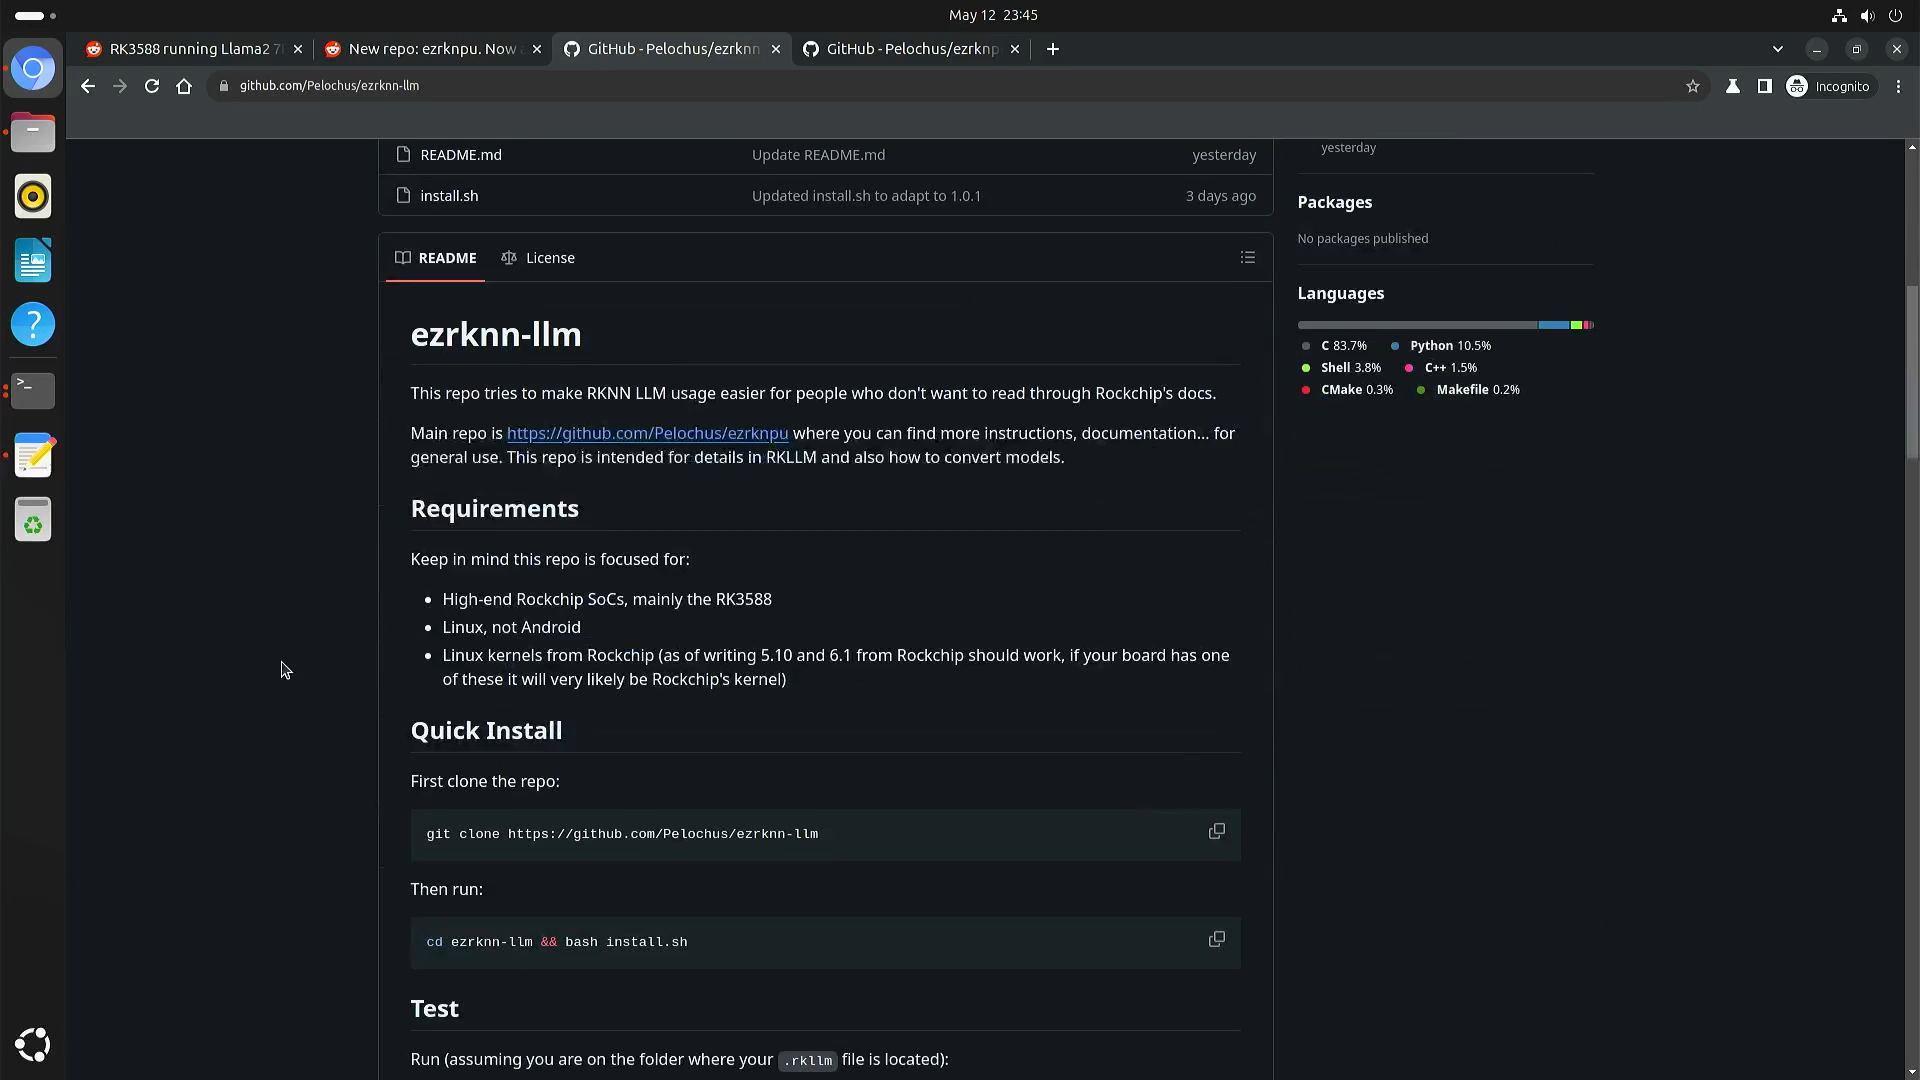 May 12 23:45
RK3588 running Llama2 7
New repo: ezrknpu. Now
GitHub - Pelochus/ezrknn
GitHub - Pelochus/ezrknp
github.com/Pelochus/ezrknn-llm
Incognito
README.md Update README.md yesterday
install.sh Updated install.sh to adapt to 1.0.1 3 days ago
README License
ezrknn-llm
This repo tries to make RKNN LLM usage easier for people who don't want to read through Rockchip's docs.
Main repo is https://github.com/Pelochus/ezrknpu where you can find more instructions, documentation... for
general use. This repo is intended for details in RKLLM and also how to convert models.
Requirements
Keep in mind this repo is focused for:
• High-end Rockchip SoCs, mainly the RK3588
• Linux, not Android
• Linux kernels from Rockchip (as of writing 5.10 and 6.1 from Rockchip should work, if your board has one
of these it will very likely be Rockchip's kernel)
Quick Install
First clone the repo:
git clone https://github.com/Pelochus/ezrknn-llm
Then run:
cd ezrknn-llm && bash install.sh
Test
Run (assuming you are on the folder where your .rkllm file is located):
yesterday
Packages
No packages published
Languages
C 83.7% Python 10.5%
Shell 3.8% C++ 1.5%
CMake 0.3% Makefile 0.2%